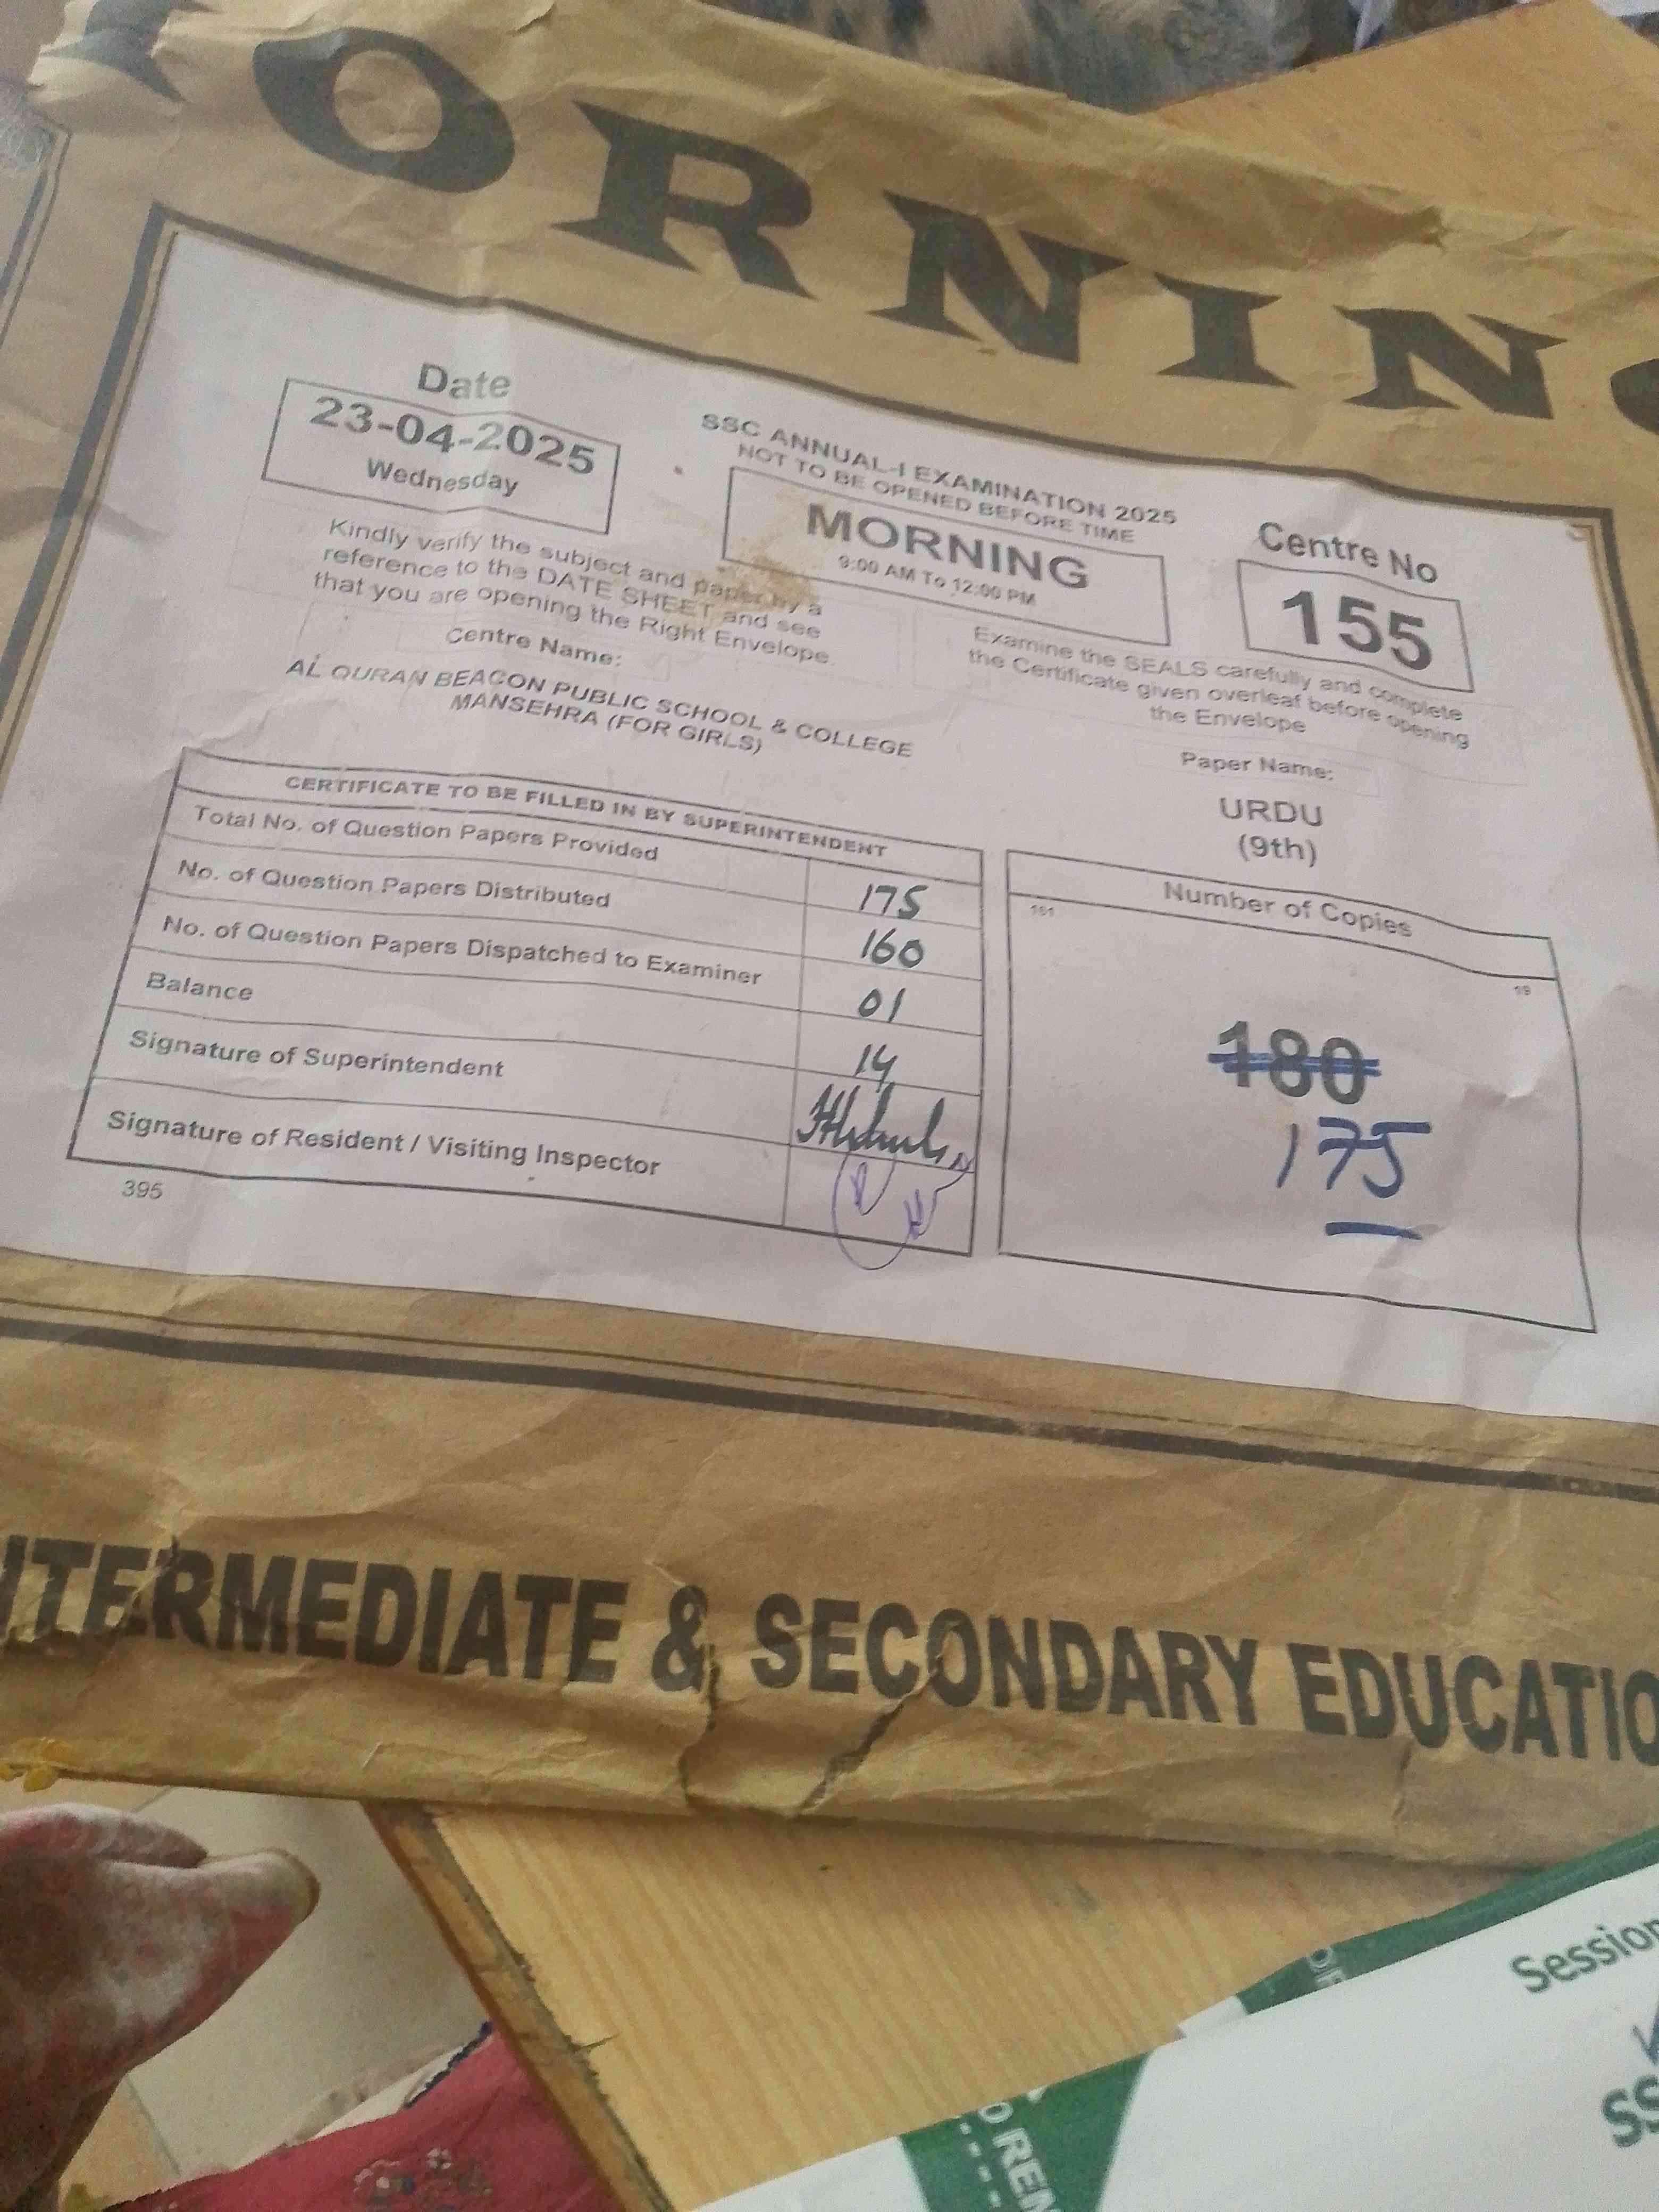 MORNING
Date
23-04-2025
Wednesday
SSC ANNUAL-I EXAMINATION 2025
NOT TO BE OPENED BEFORE TIME
MORNING
9:00 AM To 12:00 PM
Centre No
155
Kindly verify the subject and paper by a
reference to the DATE SHEET and see
that you are opening the Right Envelope.
Examine the SEALS carefully and complete
the Certificate given overleaf before opening
the Envelope
Centre Name:
AL QURAN BEACON PUBLIC SCHOOL & COLLEGE
MANSEHRA (FOR GIRLS)
Paper Name:
URDU
(9th)
CERTIFICATE TO BE FILLED IN BY SUPERINTENDENT
Total No. of Question Papers Provided 175
No. of Question Papers Distributed 160
No. of Question Papers Dispatched to Examiner 01
Balance 14
Signature of Superintendent
Signature of Resident / Visiting Inspector
395
Number of Copies
161
19
180
175
NTERMEDIATE & SECONDARY EDUCATIO
Session
SS
O REN